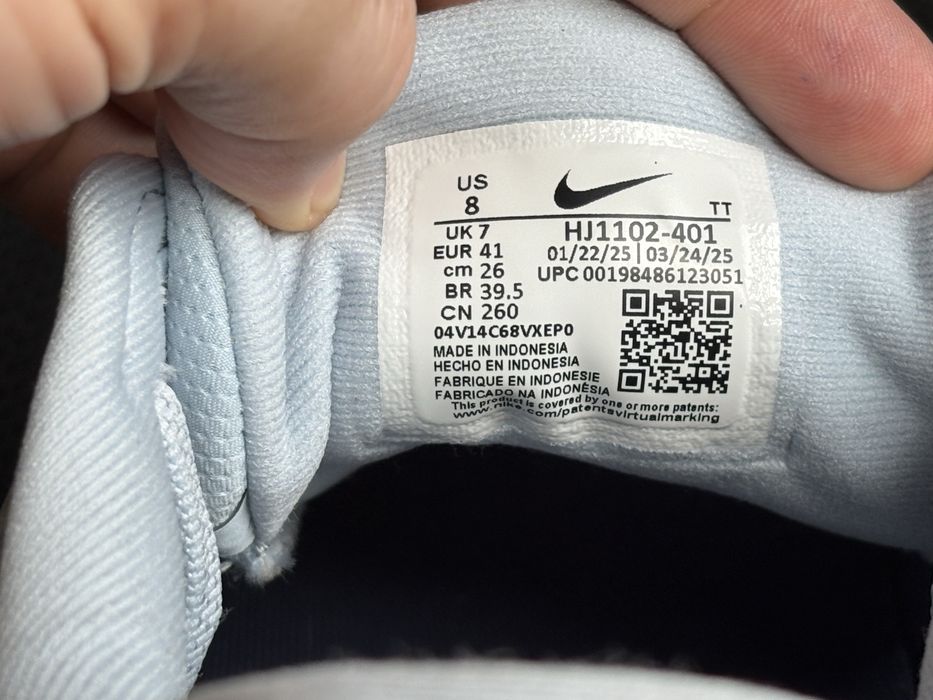 US
8
TT
UK 7
HJ1102-401
EUR 41
01/22/25 | 03/24/25
cm 26
UPC 00198486123051
BR 39.5
CN 260
04V14C68VXEP0
MADE IN INDONESIA
HECHO EN INDONESIA
FABRIQUE EN INDONESIE
FABRICADO NA INDONÈSIA
This product is covered by one or more patents:
www.nike.com/patentsvirtualmarking